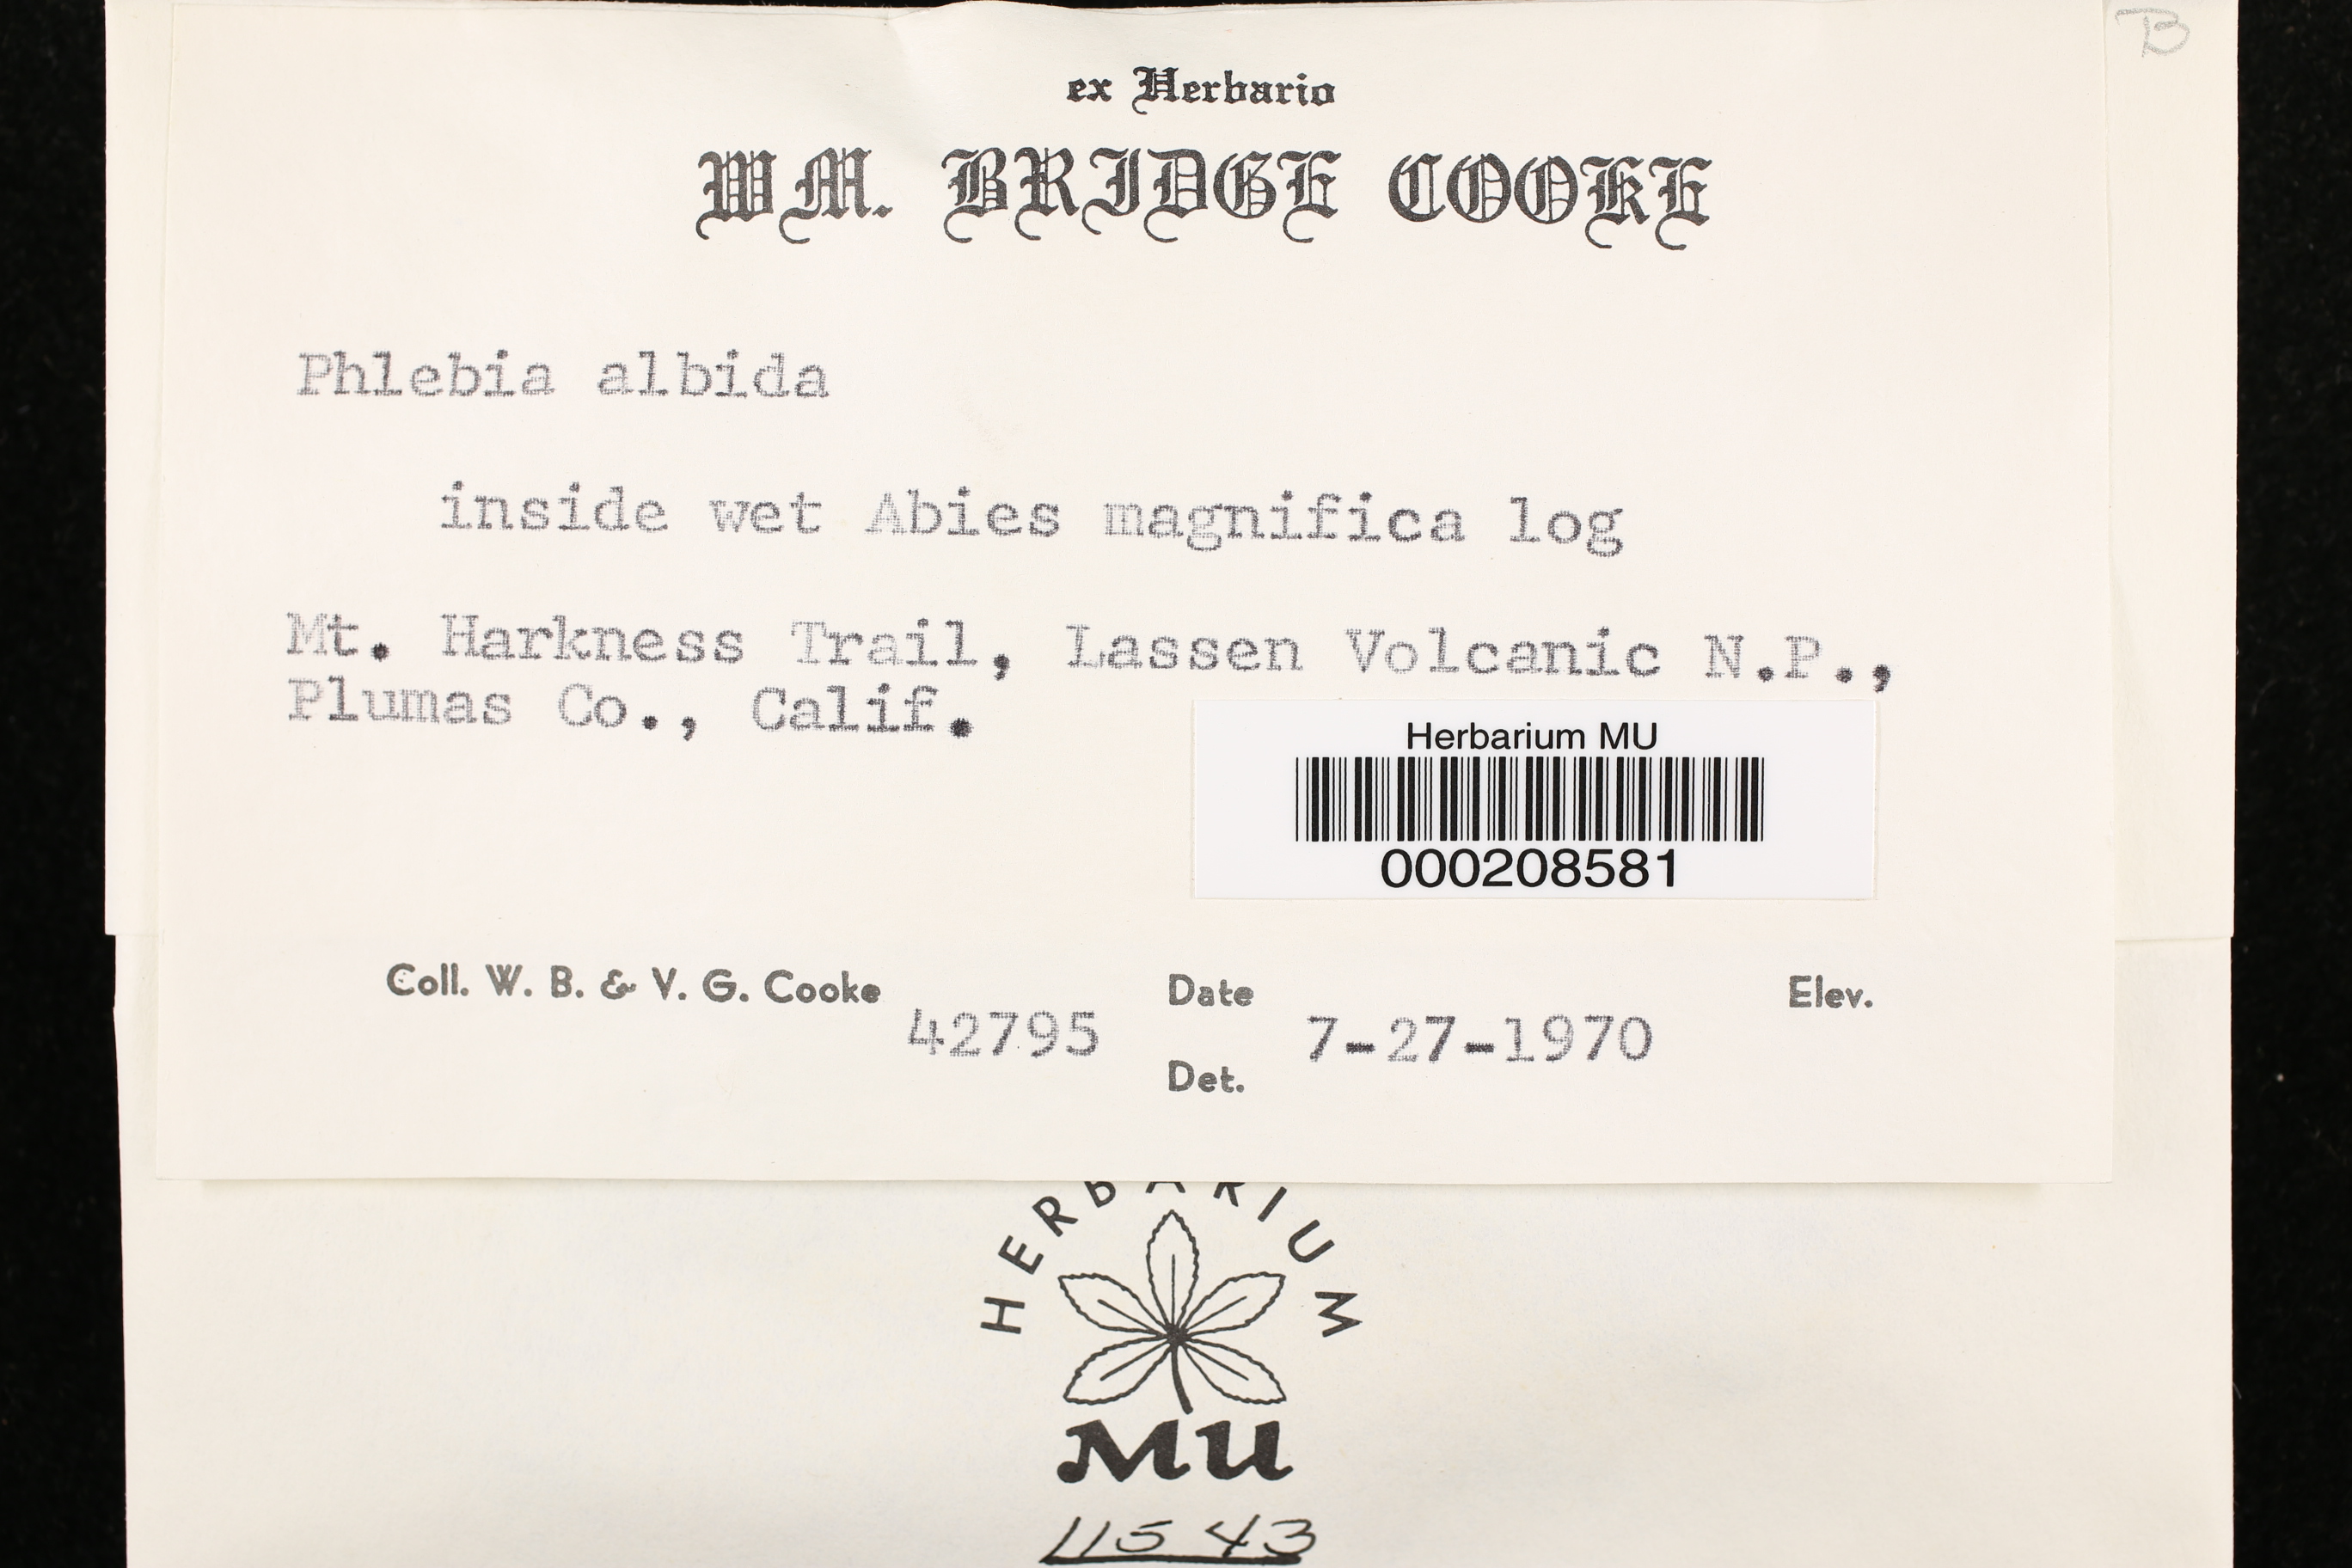 B
ex Herbario
WM. BRIDGE COOKE
Phlebia albida
inside wet Abies magnifica log
Mt. Harkness Trail, Lassen Volcanic N.P.,
Plumas Co., Calif.
Herbarium MU
000208581
Coll. W. B. & V. G. Cooke 42795 Date 7-27-1970 Elev.
Det.
HERBARIUM
MU
11543